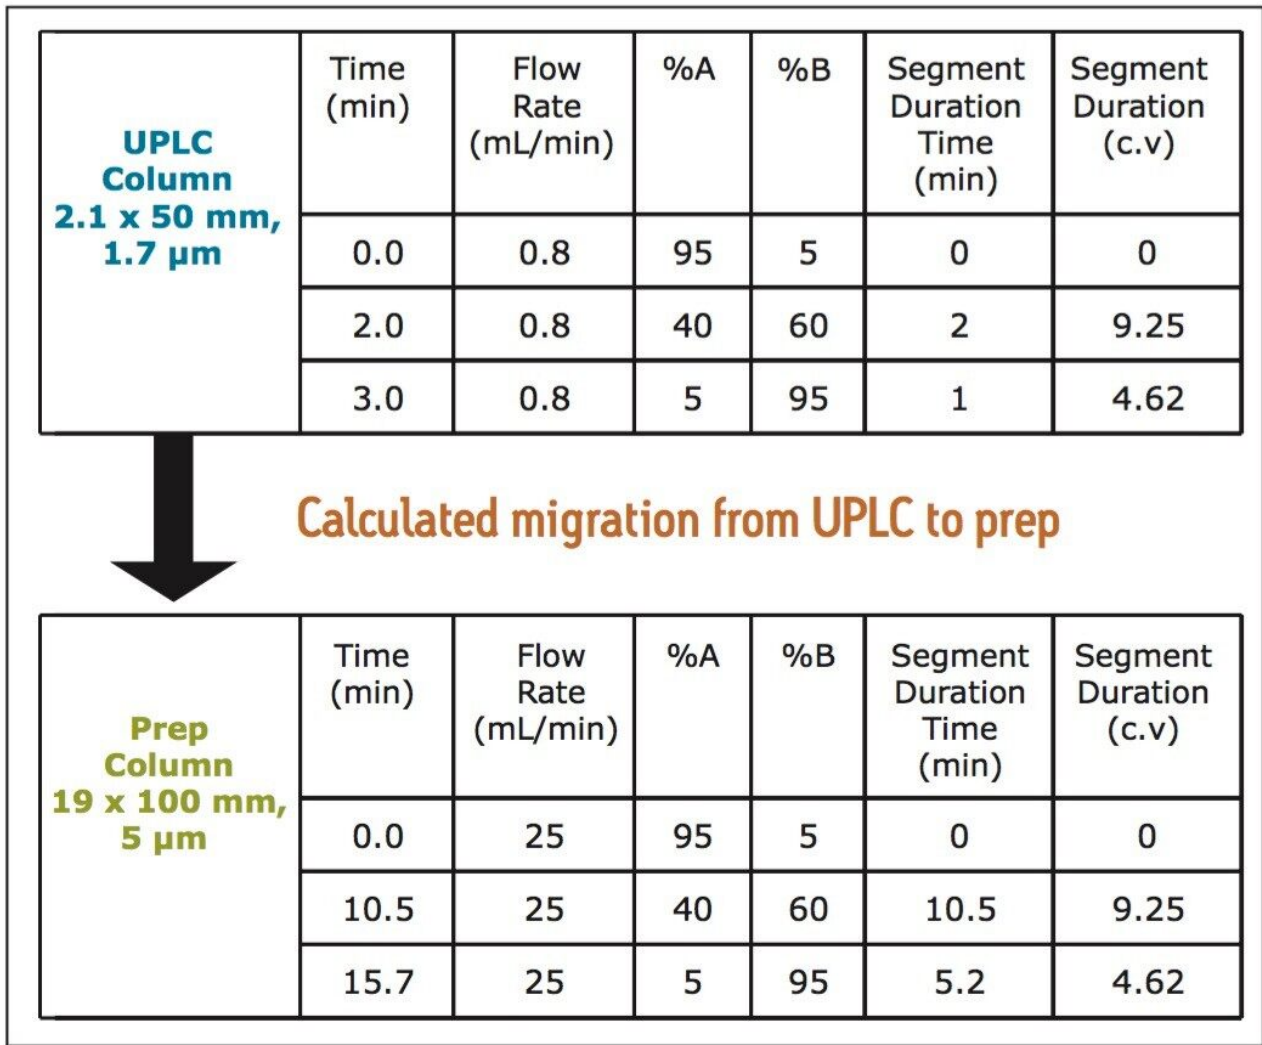 UPLC
Column
2.1 x 50 mm,
1.7 µm
Time
(min)
Flow
Rate
(mL/min)
%A
%B
Segment
Duration
Time
(min)
Segment
Duration
(c.v)
0.0 0.8 95 5 0 0
2.0 0.8 40 60 2 9.25
3.0 0.8 5 95 1 4.62
Calculated migration from UPLC to prep
Prep
Column
19 x 100 mm,
5 µm
Time
(min)
Flow
Rate
(mL/min)
%A
%B
Segment
Duration
Time
(min)
Segment
Duration
(c.v)
0.0 25 95 5 0 0
10.5 25 40 60 10.5 9.25
15.7 25 5 95 5.2 4.62